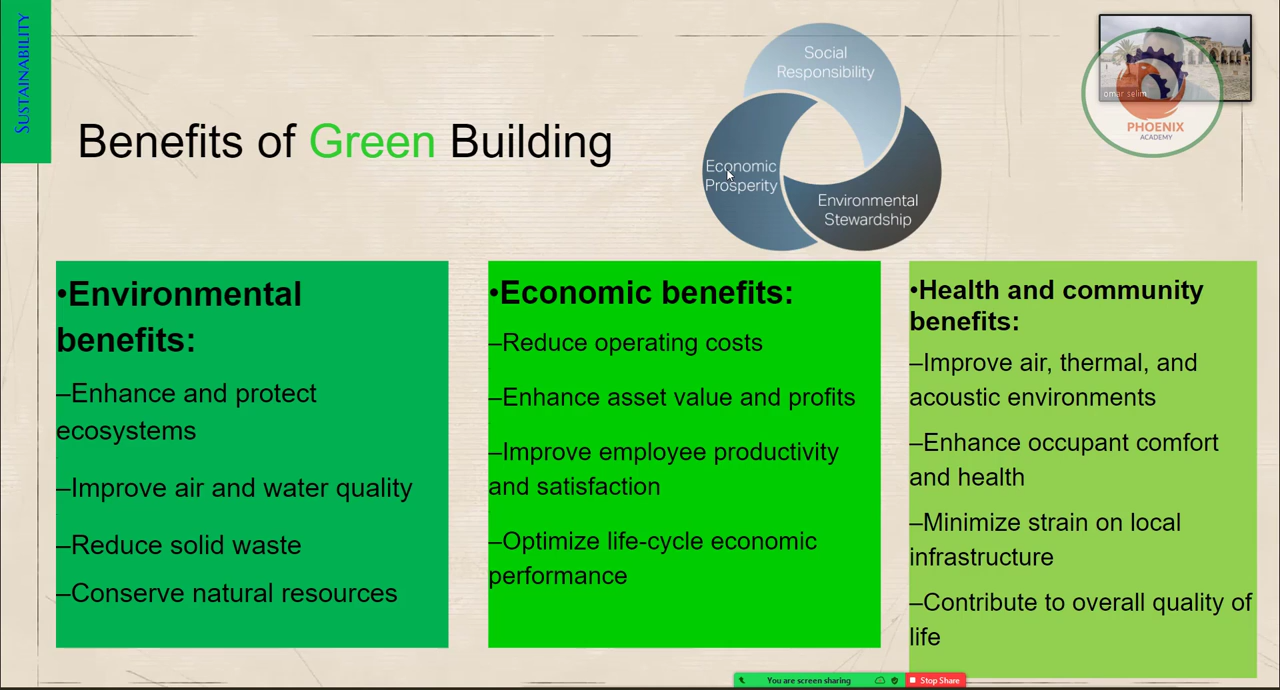 SUSTAINABILITY
Benefits of Green Building
Social
Responsibility
Economic
Prosperity
Environmental
Stewardship
omar selim
PHOENIX
ACADEMY
•Environmental
benefits:
–Enhance and protect
ecosystems
–Improve air and water quality
–Reduce solid waste
–Conserve natural resources
•Economic benefits:
–Reduce operating costs
–Enhance asset value and profits
–Improve employee productivity
and satisfaction
–Optimize life-cycle economic
performance
•Health and community
benefits:
–Improve air, thermal, and
acoustic environments
–Enhance occupant comfort
and health
–Minimize strain on local
infrastructure
–Contribute to overall quality of
life
You are screen sharing
Stop Share